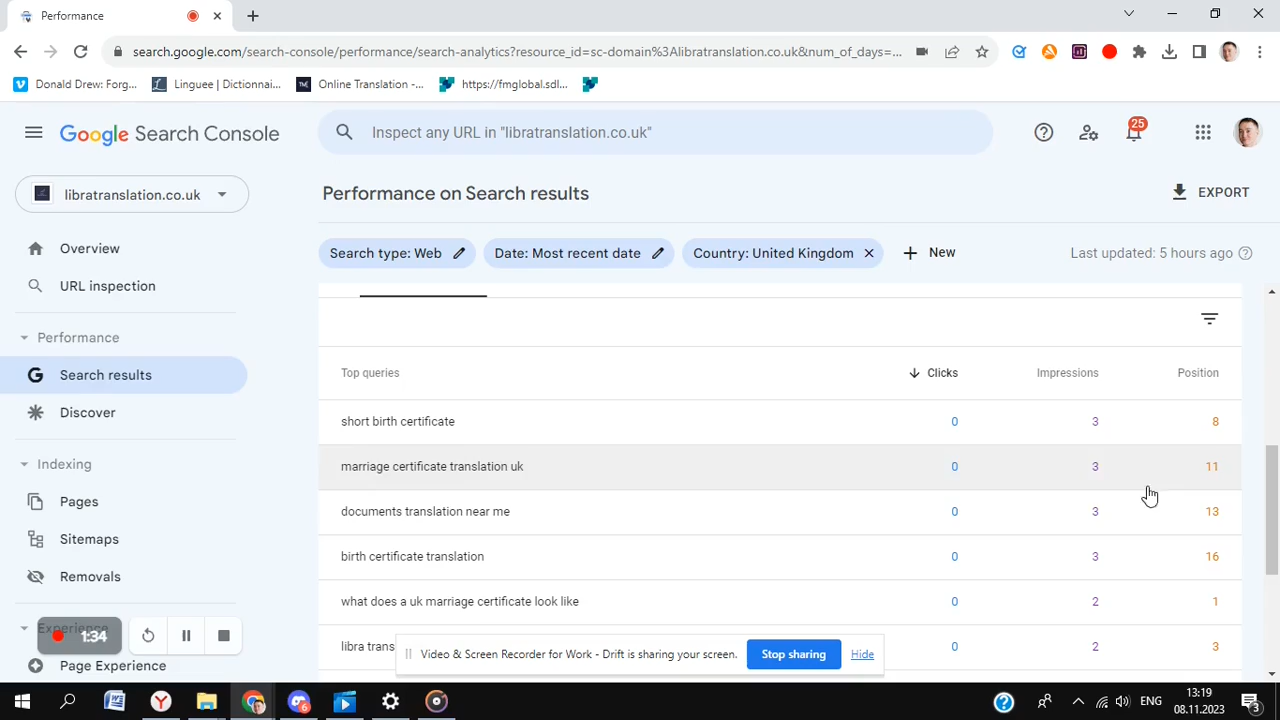 Performance
search.google.com/search-console/performance/search-analytics?resource_id=sc-domain%3Alibratranslation.co.uk&num_of_days=...
Donald Drew: Forg...
Linguee | Dictionnai...
Online Translation -...
https://fmglobal.sdl...
Google Search Console
Inspect any URL in "libratranslation.co.uk"
25
libratranslation.co.uk
Performance on Search results
EXPORT
Overview
Search type: Web
Date: Most recent date
Country: United Kingdom
New
Last updated: 5 hours ago
URL inspection
Performance
Search results
Discover
Indexing
Pages
Sitemaps
Removals
Experience
Page Experience
1:34
Top queries Clicks Impressions Position
short birth certificate 0 3 8
marriage certificate translation uk 0 3 11
documents translation near me 0 3 13
birth certificate translation 0 3 16
what does a uk marriage certificate look like 0 2 1
libra trans 0 2 3
Video & Screen Recorder for Work - Drift is sharing your screen.
Stop sharing
Hide
ENG
13:19
08.11.2023
3